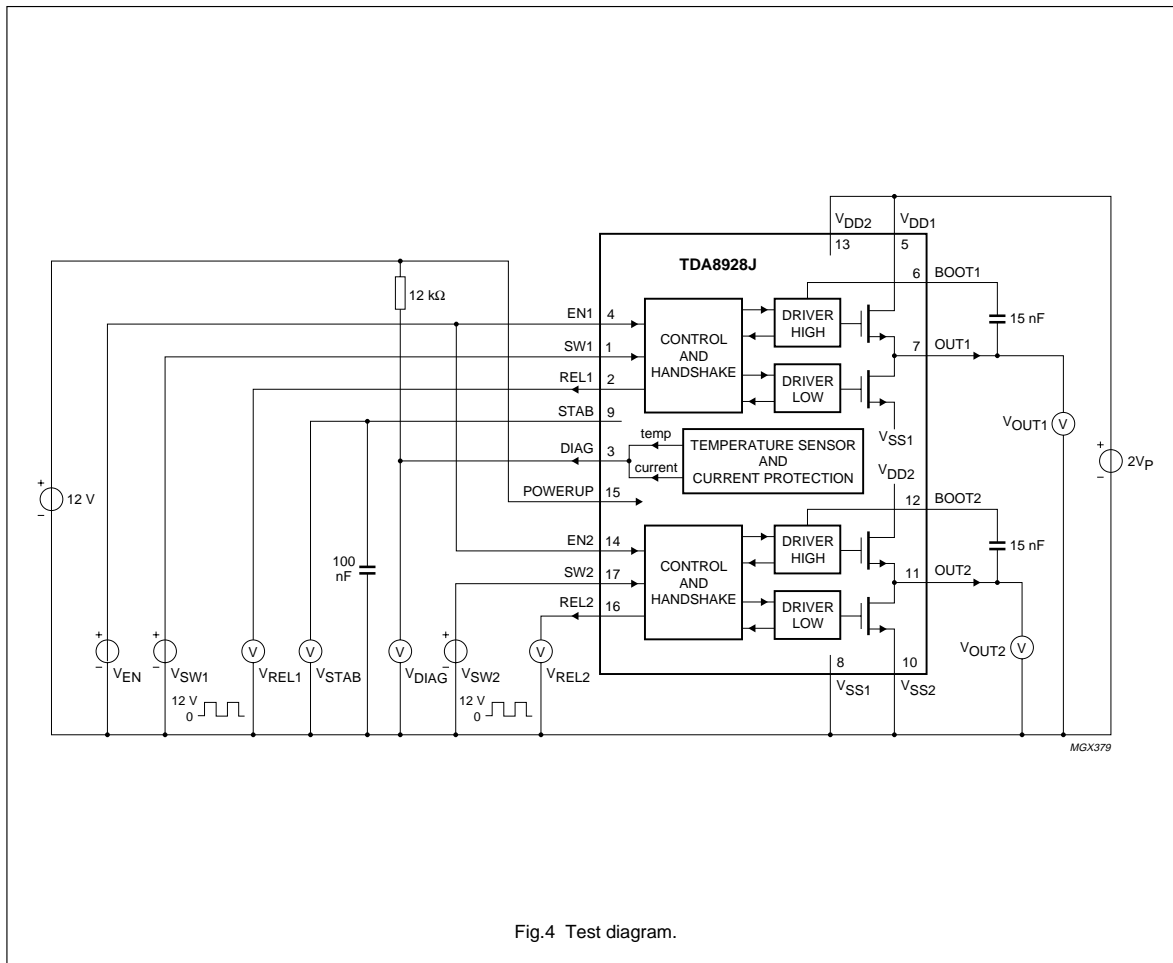 VDD2
VDD1
13
5
TDA8928J
6
BOOT1
12 kΩ
15 nF
EN1
4
DRIVER
HIGH
CONTROL
AND
HANDSHAKE
SW1
1
7
OUT1
REL1
2
DRIVER
LOW
STAB
9
VSS1
VOUT1
V
temp
TEMPERATURE SENSOR
AND
CURRENT PROTECTION
DIAG
3
current
VDD2
+
−
2VP
+
−
12 V
POWERUP
15
12
BOOT2
EN2
14
DRIVER
HIGH
15 nF
100
nF
CONTROL
AND
HANDSHAKE
SW2
17
11
OUT2
REL2
16
DRIVER
LOW
VOUT2
V
+
−
VEN
+
−
VSW1
V
VREL1
V
VSTAB
V
VDIAG
+
−
VSW2
V
VREL2
8
10
VSS1
VSS2
12 V
0
12 V
0
MGX379
Fig.4 Test diagram.